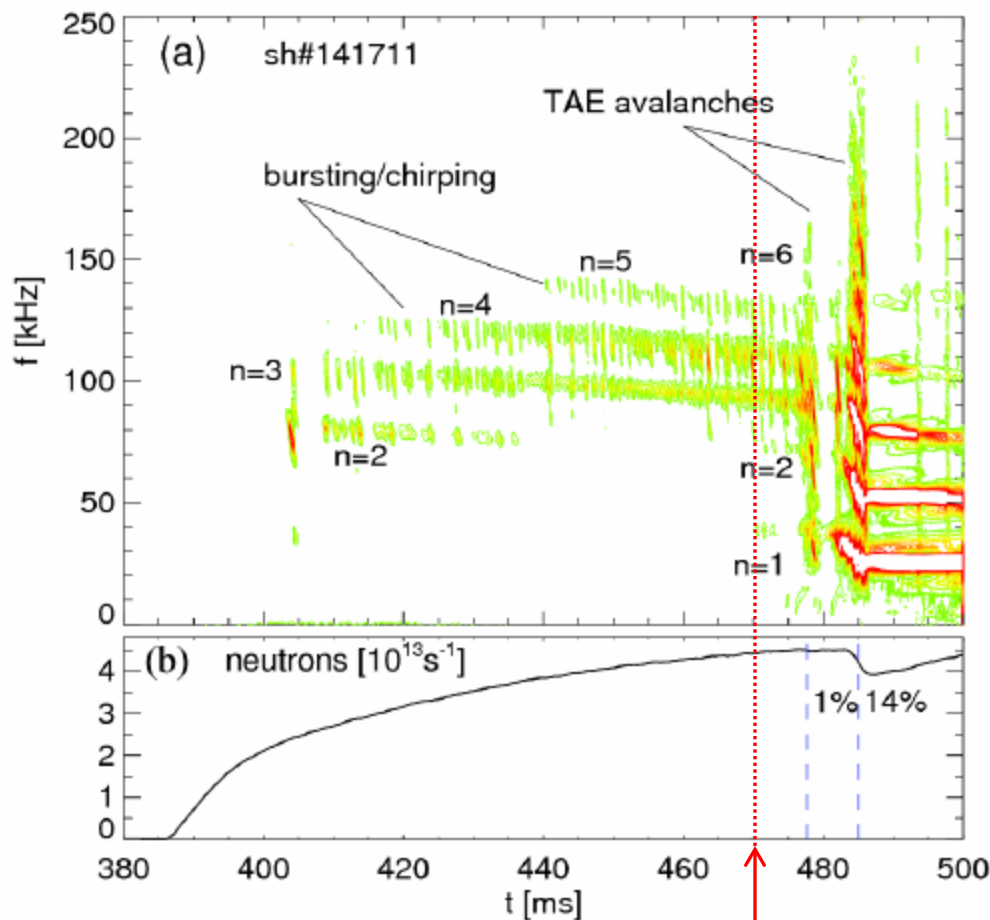 250
(a) sh#141711
TAE avalanches
200
bursting/chirping
150
n=6
n=5
n=4
f [kHz]
100
n=3
n=2
n=2
50
n=1
0
(b) neutrons [10¹³s⁻¹]
4
1% 14%
3
2
1
0
380 400 420 440 460 480 500
t [ms]